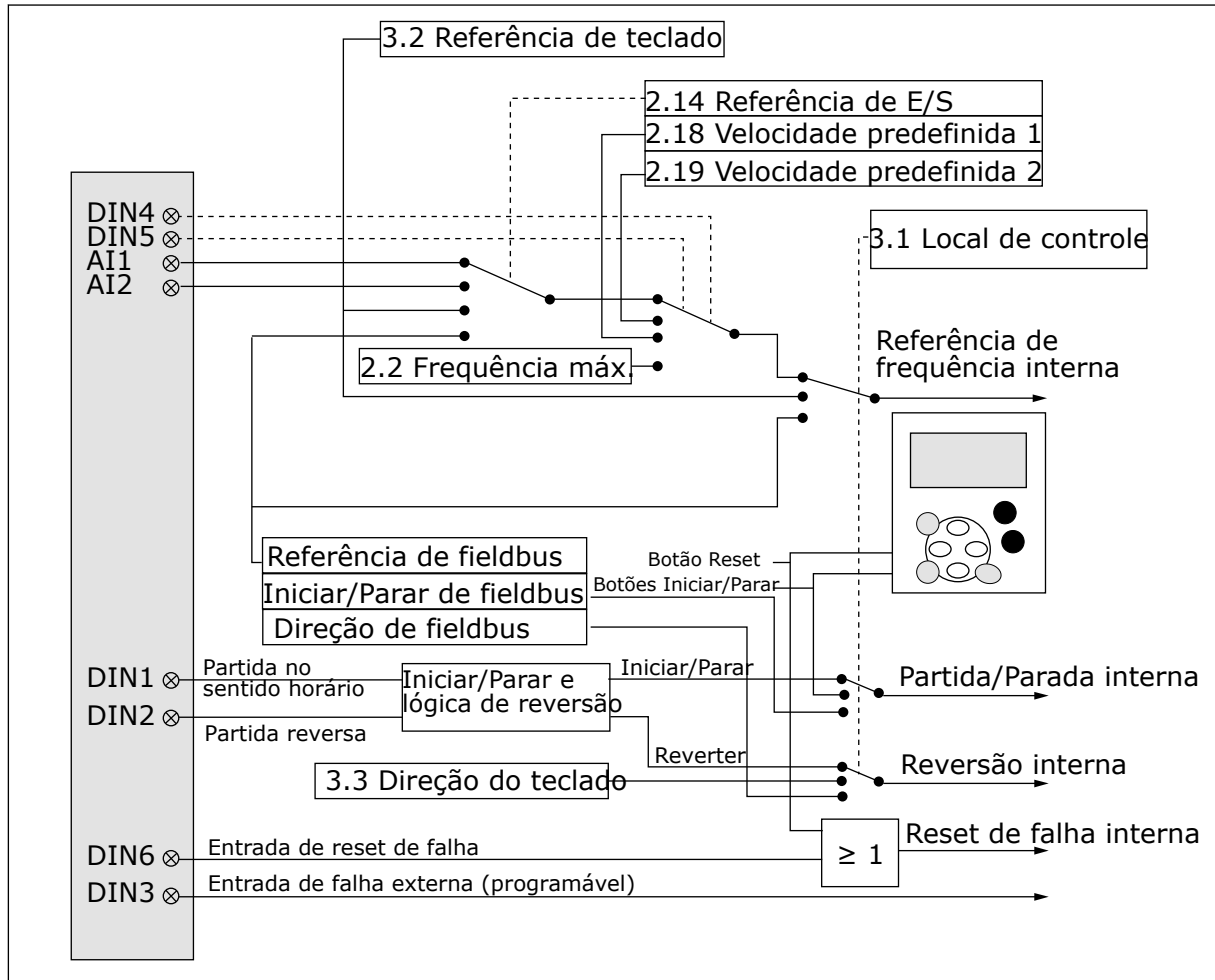 3.2 Referência de teclado
2.14 Referência de E/S
2.18 Velocidade predefinida 1
2.19 Velocidade predefinida 2
DIN4
DIN5
AI1
AI2
3.1 Local de controle
2.2 Frequência máx.
Referência de
frequência interna
Referência de fieldbus
Iniciar/Parar de fieldbus
Direção de fieldbus
Botão Reset
Botões Iniciar/Parar
DIN1
Partida no
sentido horário
DIN2
Partida reversa
Iniciar/Parar e
lógica de reversão
Iniciar/Parar
Partida/Parada interna
Reverter
3.3 Direção do teclado
Reversão interna
DIN6
Entrada de reset de falha
≥ 1
Reset de falha interna
DIN3
Entrada de falha externa (programável)